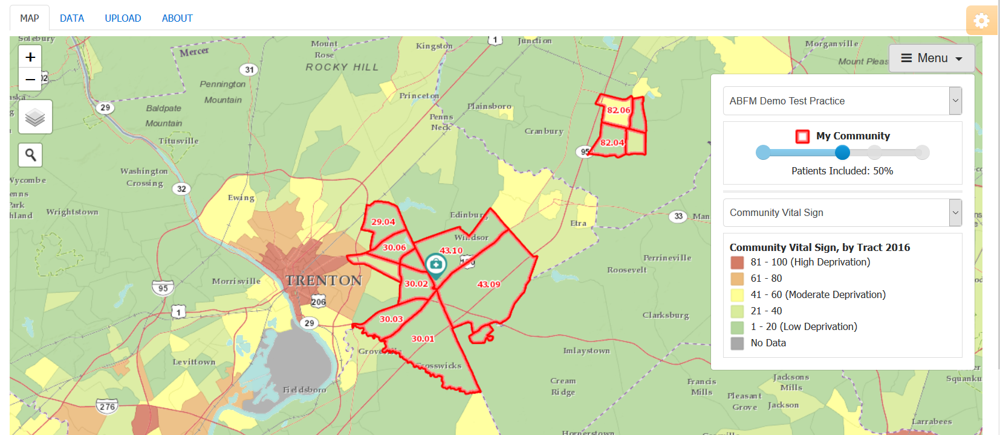 MAP
DATA
UPLOAD
ABOUT
Solebury
Mercer
Mount
Rose
Kingston
1
Junction
Morganville
Menu
+
−
31
ROCKY HILL
Mount Pleas
Pennington
Mountain
Princeton
29
Baldpate
Mountain
Penns
Neck
Plainsboro
Cranbury
82.06
82.04
95
Titusville
ABFM Demo Test Practice
My Community
Patients Included: 50%
Washington
Crossing
32
Wycombe
Ewing
Wrightstown
29.04
Edinburg
Windsor
Etra
33
Man
Community Vital Sign
30.06
43.10
Community Vital Sign, by Tract 2016
81 - 100 (High Deprivation)
61 - 80
41 - 60 (Moderate Deprivation)
21 - 40
1 - 20 (Low Deprivation)
No Data
Perrineville
Roosevelt
Morrisville
TRENTON
30.02
43.09
95
206
1
29
30.03
Clarksburg
30.01
Groveville
Imlaystown
Levittown
Crosswicks
Cream
Ridge
Francis
Mills
Jacksons
Mills
Squanku
Fieldsboro
Pleasant
Grove
Jackson
276
Larrabees
Hornerstown